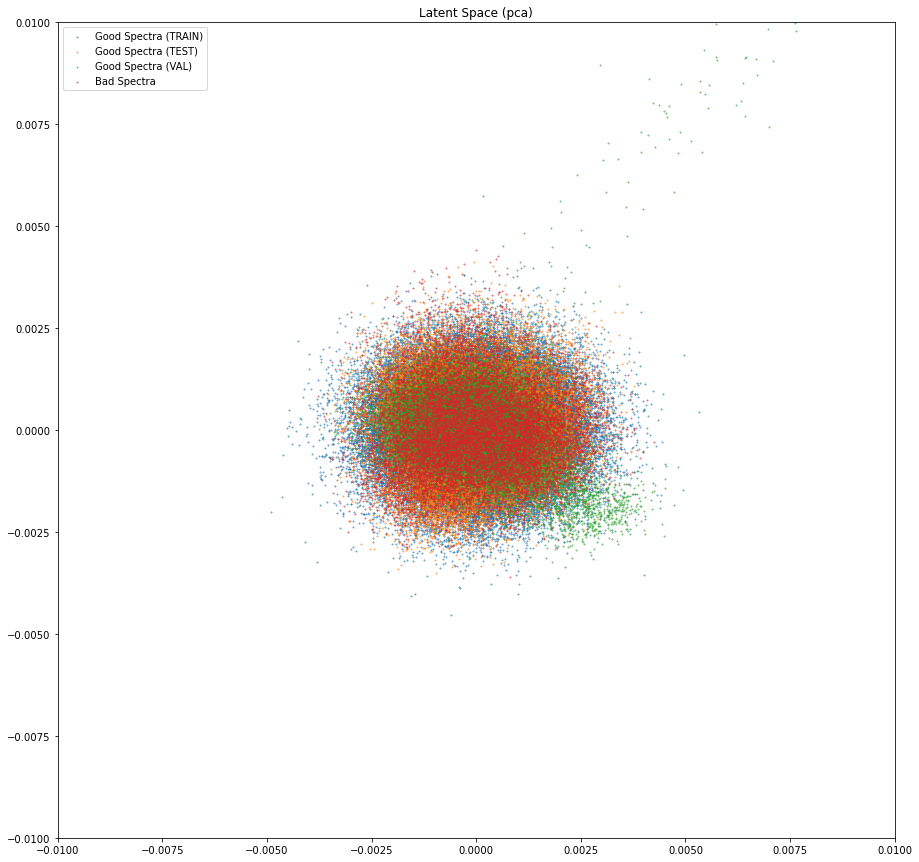 Latent Space (pca)
0.0100
0.0075
0.0050
0.0025
0.0000
−0.0025
−0.0050
−0.0075
−0.0100
Good Spectra (TRAIN)
Good Spectra (TEST)
Good Spectra (VAL)
Bad Spectra
−0.0100 −0.0075 −0.0050 −0.0025 0.0000 0.0025 0.0050 0.0075 0.0100